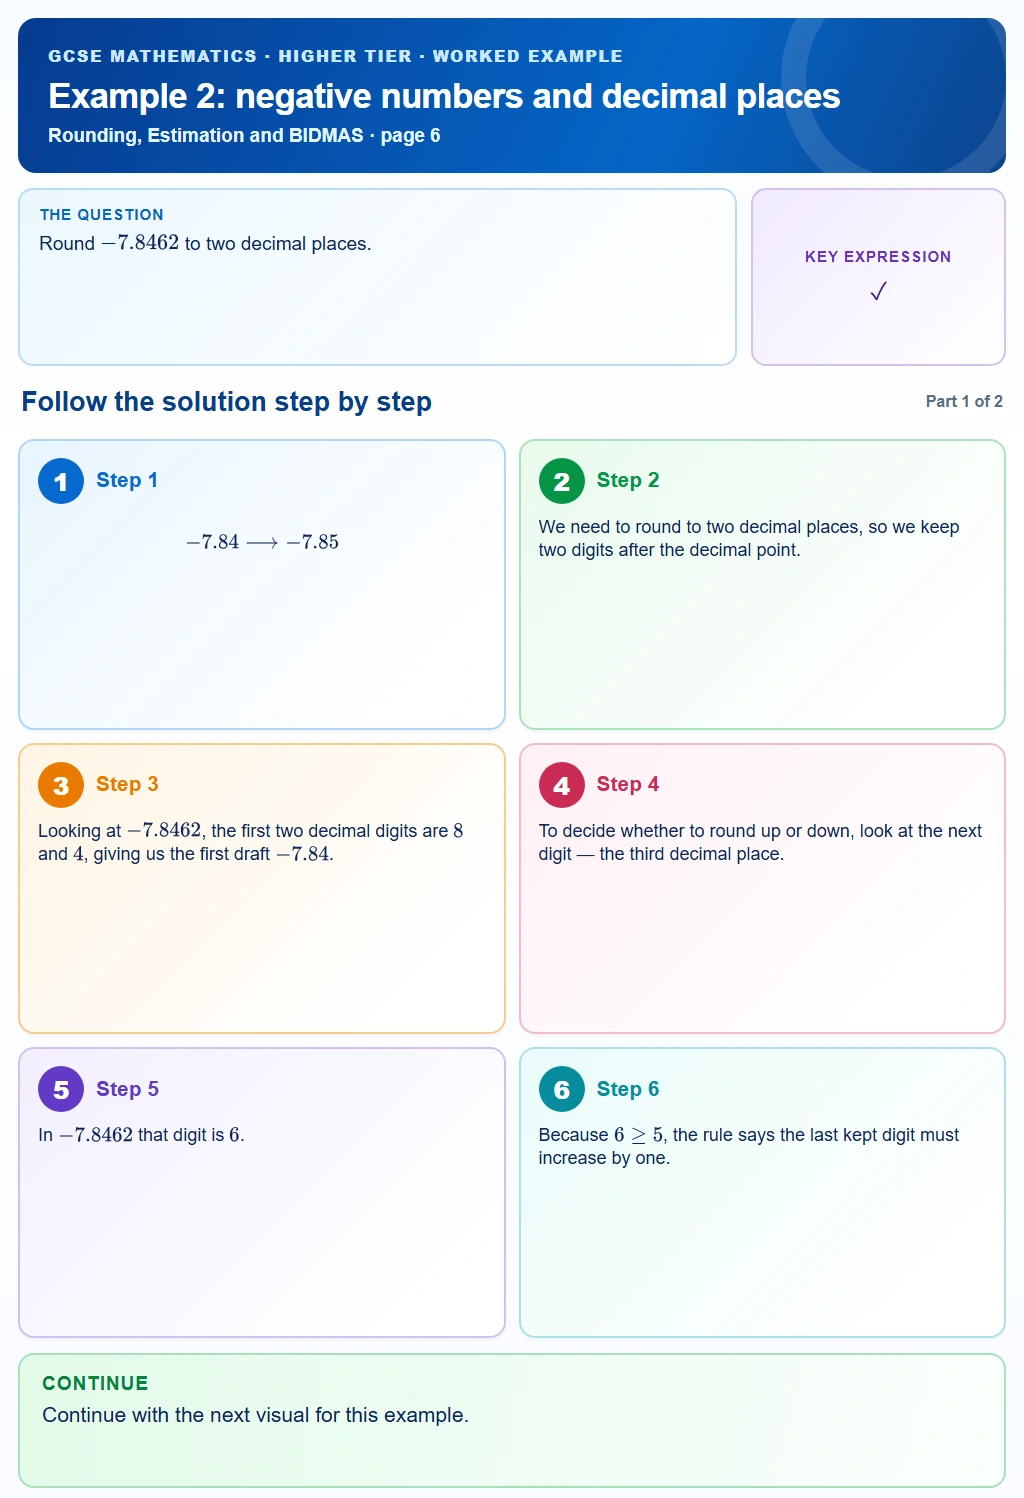 GCSE MATHEMATICS · HIGHER TIER · WORKED EXAMPLE
Example 2: negative numbers and decimal places
Rounding, Estimation and BIDMAS · page 6
THE QUESTION
Round −7.8462 to two decimal places.
KEY EXPRESSION
✓
Follow the solution step by step
Part 1 of 2
1 Step 1
−7.84 ⟶ −7.85
2 Step 2
We need to round to two decimal places, so we keep
two digits after the decimal point.
3 Step 3
Looking at −7.8462, the first two decimal digits are 8
and 4, giving us the first draft −7.84.
4 Step 4
To decide whether to round up or down, look at the next
digit — the third decimal place.
5 Step 5
In −7.8462 that digit is 6.
6 Step 6
Because 6 ≥ 5, the rule says the last kept digit must
increase by one.
CONTINUE
Continue with the next visual for this example.